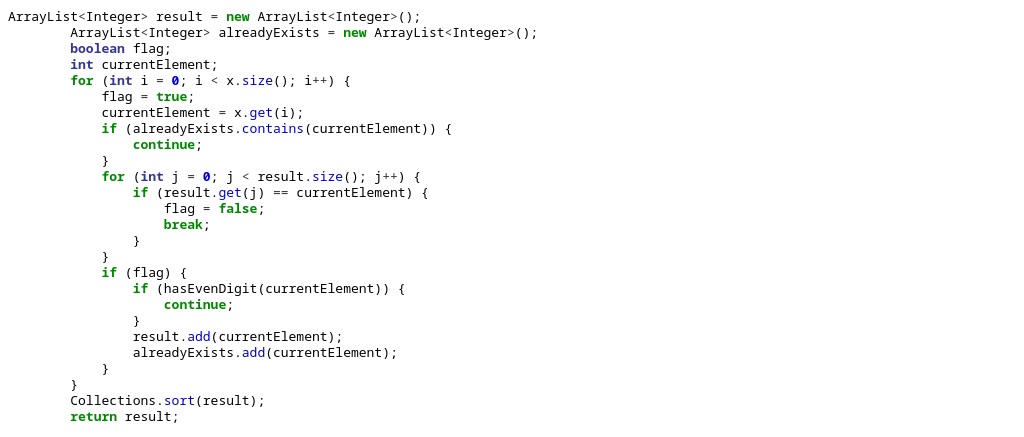 ArrayList<Integer> result = new ArrayList<Integer>();
        ArrayList<Integer> alreadyExists = new ArrayList<Integer>();
        boolean flag;
        int currentElement;
        for (int i = 0; i < x.size(); i++) {
            flag = true;
            currentElement = x.get(i);
            if (alreadyExists.contains(currentElement)) {
                continue;
            }
            for (int j = 0; j < result.size(); j++) {
                if (result.get(j) == currentElement) {
                    flag = false;
                    break;
                }
            }
            if (flag) {
                if (hasEvenDigit(currentElement)) {
                    continue;
                }
                result.add(currentElement);
                alreadyExists.add(currentElement);
            }
        }
        Collections.sort(result);
        return result;